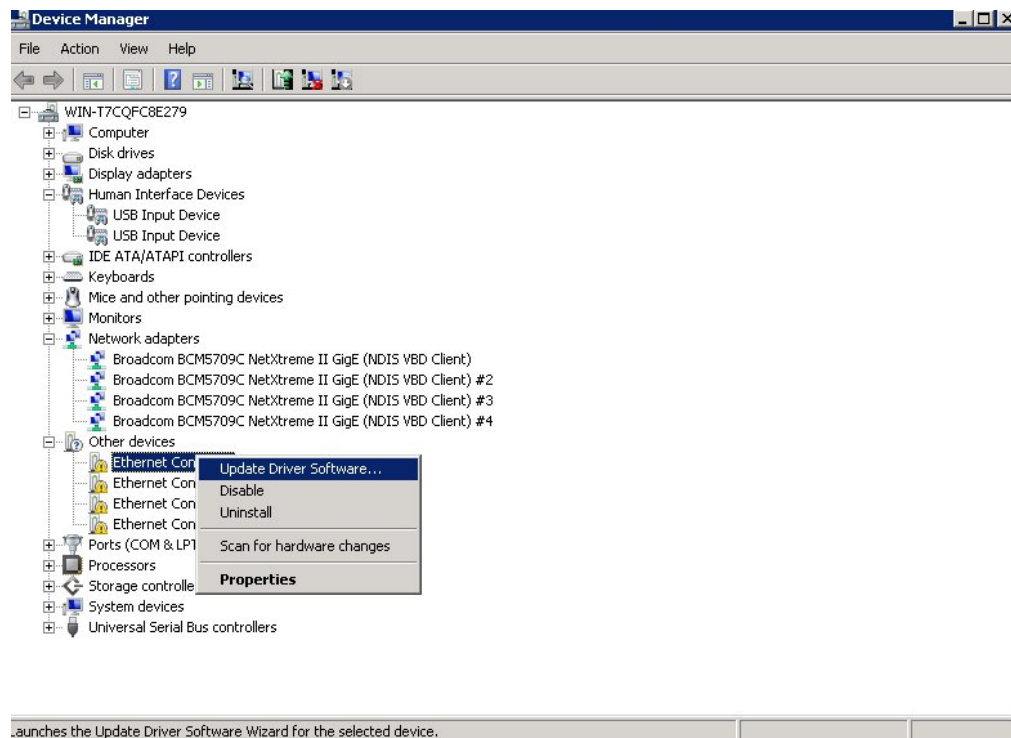 Device Manager
File Action View Help
WIN-T7CQFC8E279
Computer
Disk drives
Display adapters
Human Interface Devices
USB Input Device
USB Input Device
IDE ATA/ATAPI controllers
Keyboards
Mice and other pointing devices
Monitors
Network adapters
Broadcom BCM5709C NetXtreme II GigE (NDIS VBD Client)
Broadcom BCM5709C NetXtreme II GigE (NDIS VBD Client) #2
Broadcom BCM5709C NetXtreme II GigE (NDIS VBD Client) #3
Broadcom BCM5709C NetXtreme II GigE (NDIS VBD Client) #4
Other devices
Ethernet Con
Ethernet Con
Ethernet Con
Ethernet Con
Ports (COM & LPT
Processors
Storage controlle
System devices
Universal Serial Bus controllers
Update Driver Software...
Disable
Uninstall
Scan for hardware changes
Properties
Launches the Update Driver Software Wizard for the selected device.